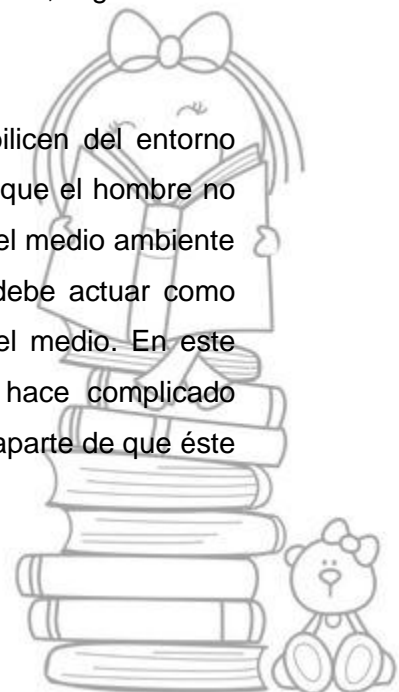 bilicen del entorno
que el hombre no
el medio ambiente
debe actuar como
el medio. En este
hace complicado
aparte de que éste